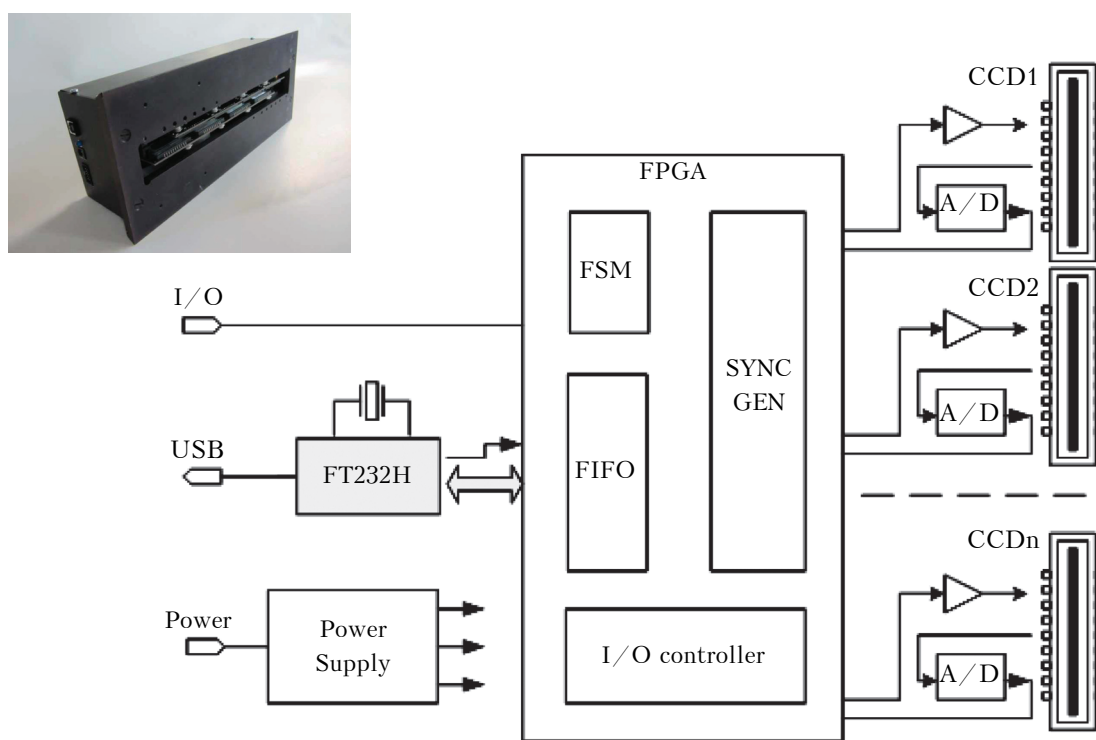 CCD1
FPGA
A/D
FSM
CCD2
I/O
SYNC
GEN
A/D
USB
FT232H
FIFO
CCDn
Power
Power
Supply
I/O controller
A/D